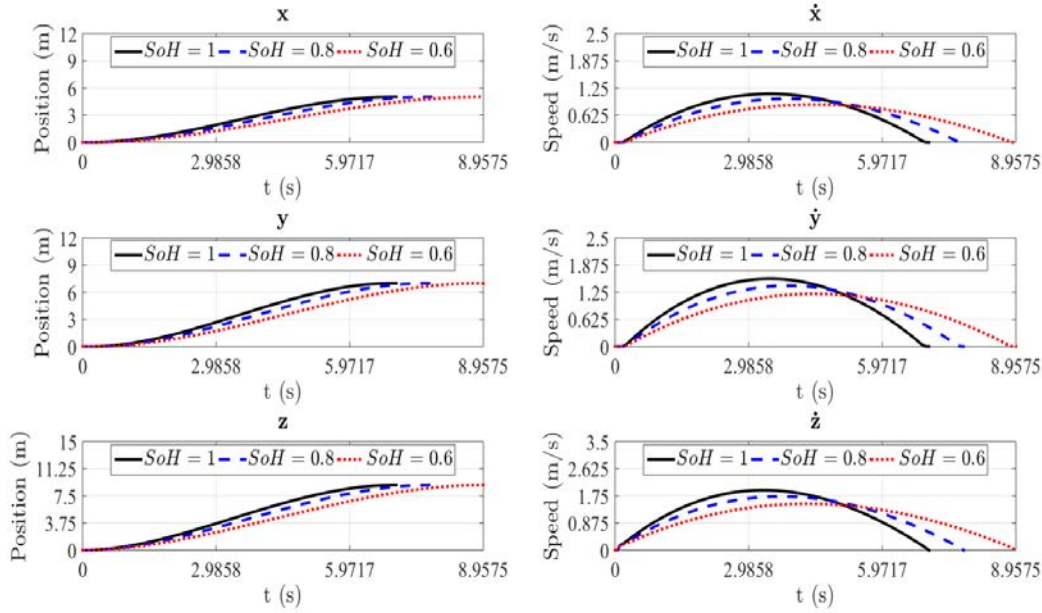 x
Position (m)
12
9
6
3
0
SoH = 1
SoH = 0.8
SoH = 0.6
0
2.9858
5.9717
8.9575
t (s)
ẋ
Speed (m/s)
2.5
1.875
1.25
0.625
0
SoH = 1
SoH = 0.8
SoH = 0.6
0
2.9858
5.9717
8.9575
t (s)
y
Position (m)
12
9
6
3
0
SoH = 1
SoH = 0.8
SoH = 0.6
0
2.9858
5.9717
8.9575
t (s)
ẏ
Speed (m/s)
2.5
1.875
1.25
0.625
0
SoH = 1
SoH = 0.8
SoH = 0.6
0
2.9858
5.9717
8.9575
t (s)
z
Position (m)
15
11.25
7.5
3.75
0
SoH = 1
SoH = 0.8
SoH = 0.6
0
2.9858
5.9717
8.9575
t (s)
ż
Speed (m/s)
3.5
2.625
1.75
0.875
0
SoH = 1
SoH = 0.8
SoH = 0.6
0
2.9858
5.9717
8.9575
t (s)